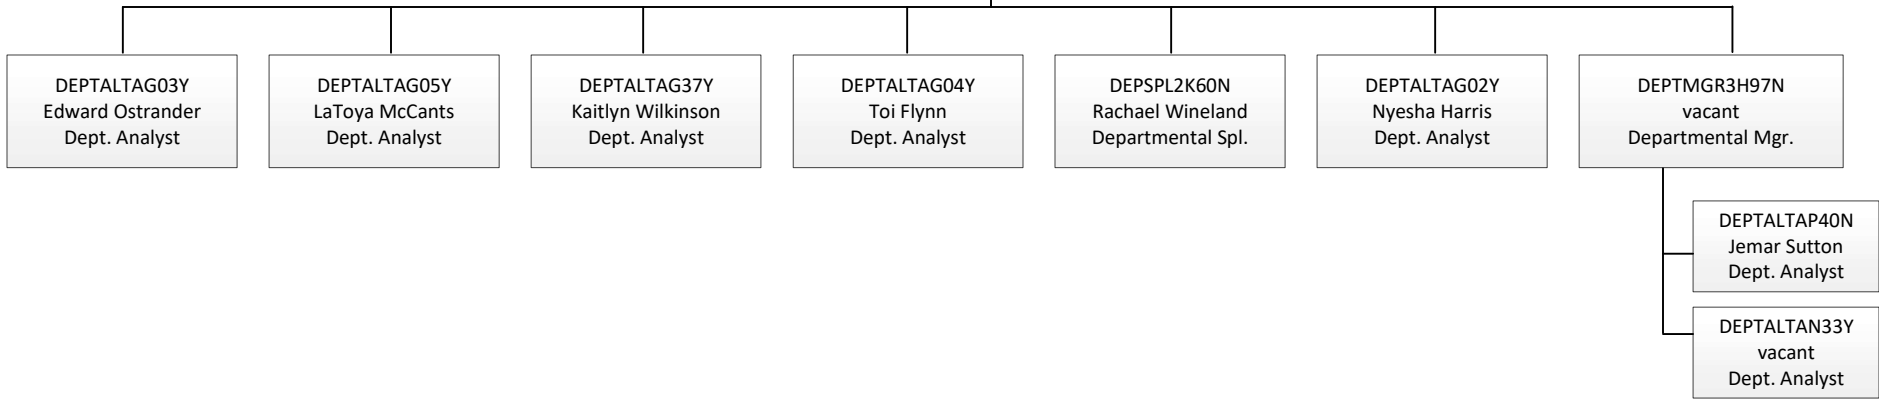 DEPTALTAG03Y
Edward Ostrander
Dept. Analyst
DEPTALTAG05Y
LaToya McCants
Dept. Analyst
DEPTALTAG37Y
Kaitlyn Wilkinson
Dept. Analyst
DEPTALTAG04Y
Toi Flynn
Dept. Analyst
DEPSPL2K60N
Rachael Wineland
Departmental Spl.
DEPTALTAG02Y
Nyesha Harris
Dept. Analyst
DEPTMGR3H97N
vacant
Departmental Mgr.
DEPTALTAP40N
Jemar Sutton
Dept. Analyst
DEPTALTAN33Y
vacant
Dept. Analyst